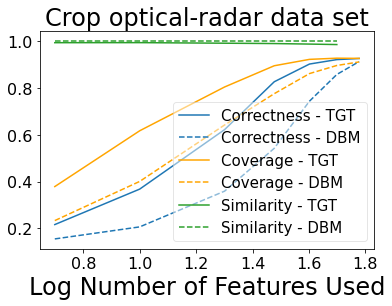 Crop optical-radar data set
1.0
0.8
0.6
0.4
0.2
Correctness - TGT
Correctness - DBM
Coverage - TGT
Coverage - DBM
Similarity - TGT
Similarity - DBM
0.8 1.0 1.2 1.4 1.6 1.8
Log Number of Features Used